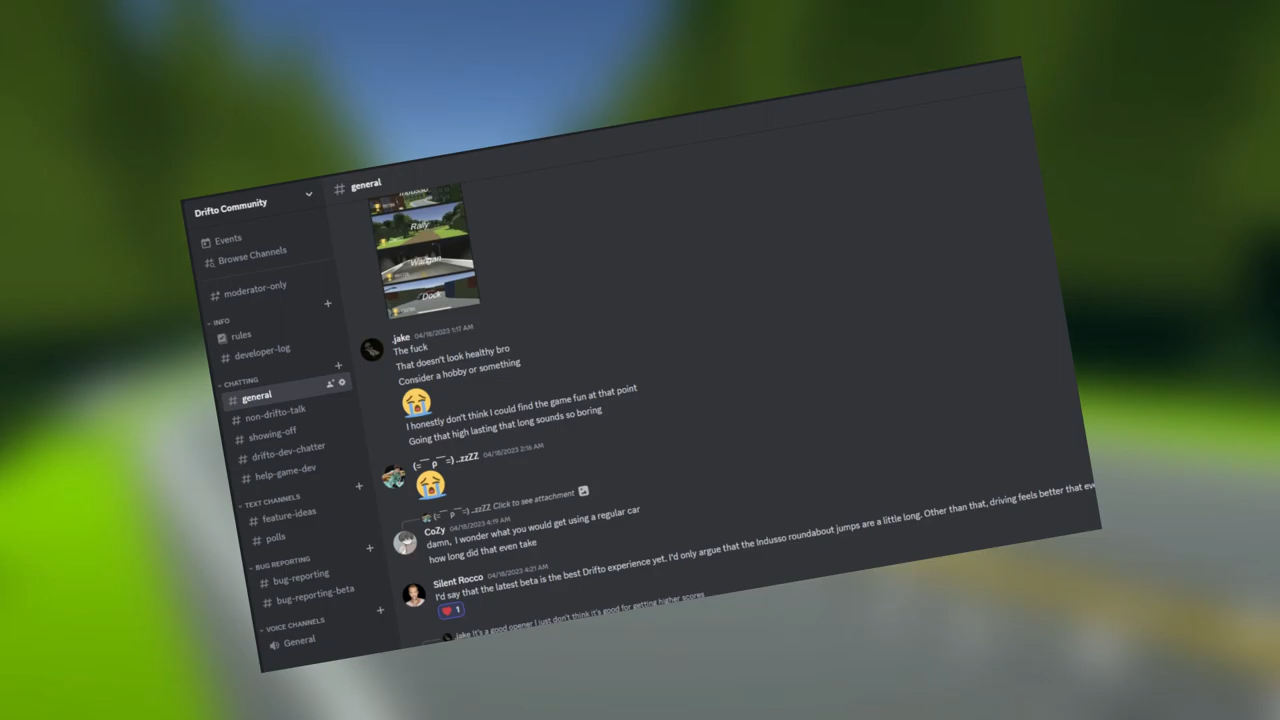 Drifto Community
Events
Browse Channels
moderator-only
INFO
rules
developer-log
CHATTING
general
non-drifto-talk
showing-off
drifto-dev-chatter
help-game-dev
TEXT CHANNELS
feature-ideas
polls
BUG REPORTING
bug-reporting
bug-reporting-beta
VOICE CHANNELS
General
general
Rally
Wangan
Dock
.jake 04/18/2023 1:17 AM
The fuck
That doesn't look healthy bro
Consider a hobby or something
😭
I honestly don't think I could find the game fun at that point
Going that high lasting that long sounds so boring
(=￣ρ￣=)..zzZZ 04/18/2023 2:16 AM
😭
(=￣ρ￣=)..zzZZ Click to see attachment
CoZy 04/18/2023 4:19 AM
damn, I wonder what you would get using a regular car
how long did that even take
Silent Rocco 04/18/2023 4:21 AM
I'd say that the latest beta is the best Drifto experience yet. I'd only argue that the Indusso roundabout jumps are a little long. Other than that, driving feels better that
❤️ 1
.jake It's a good opener I just don't think it's good for getting higher scores